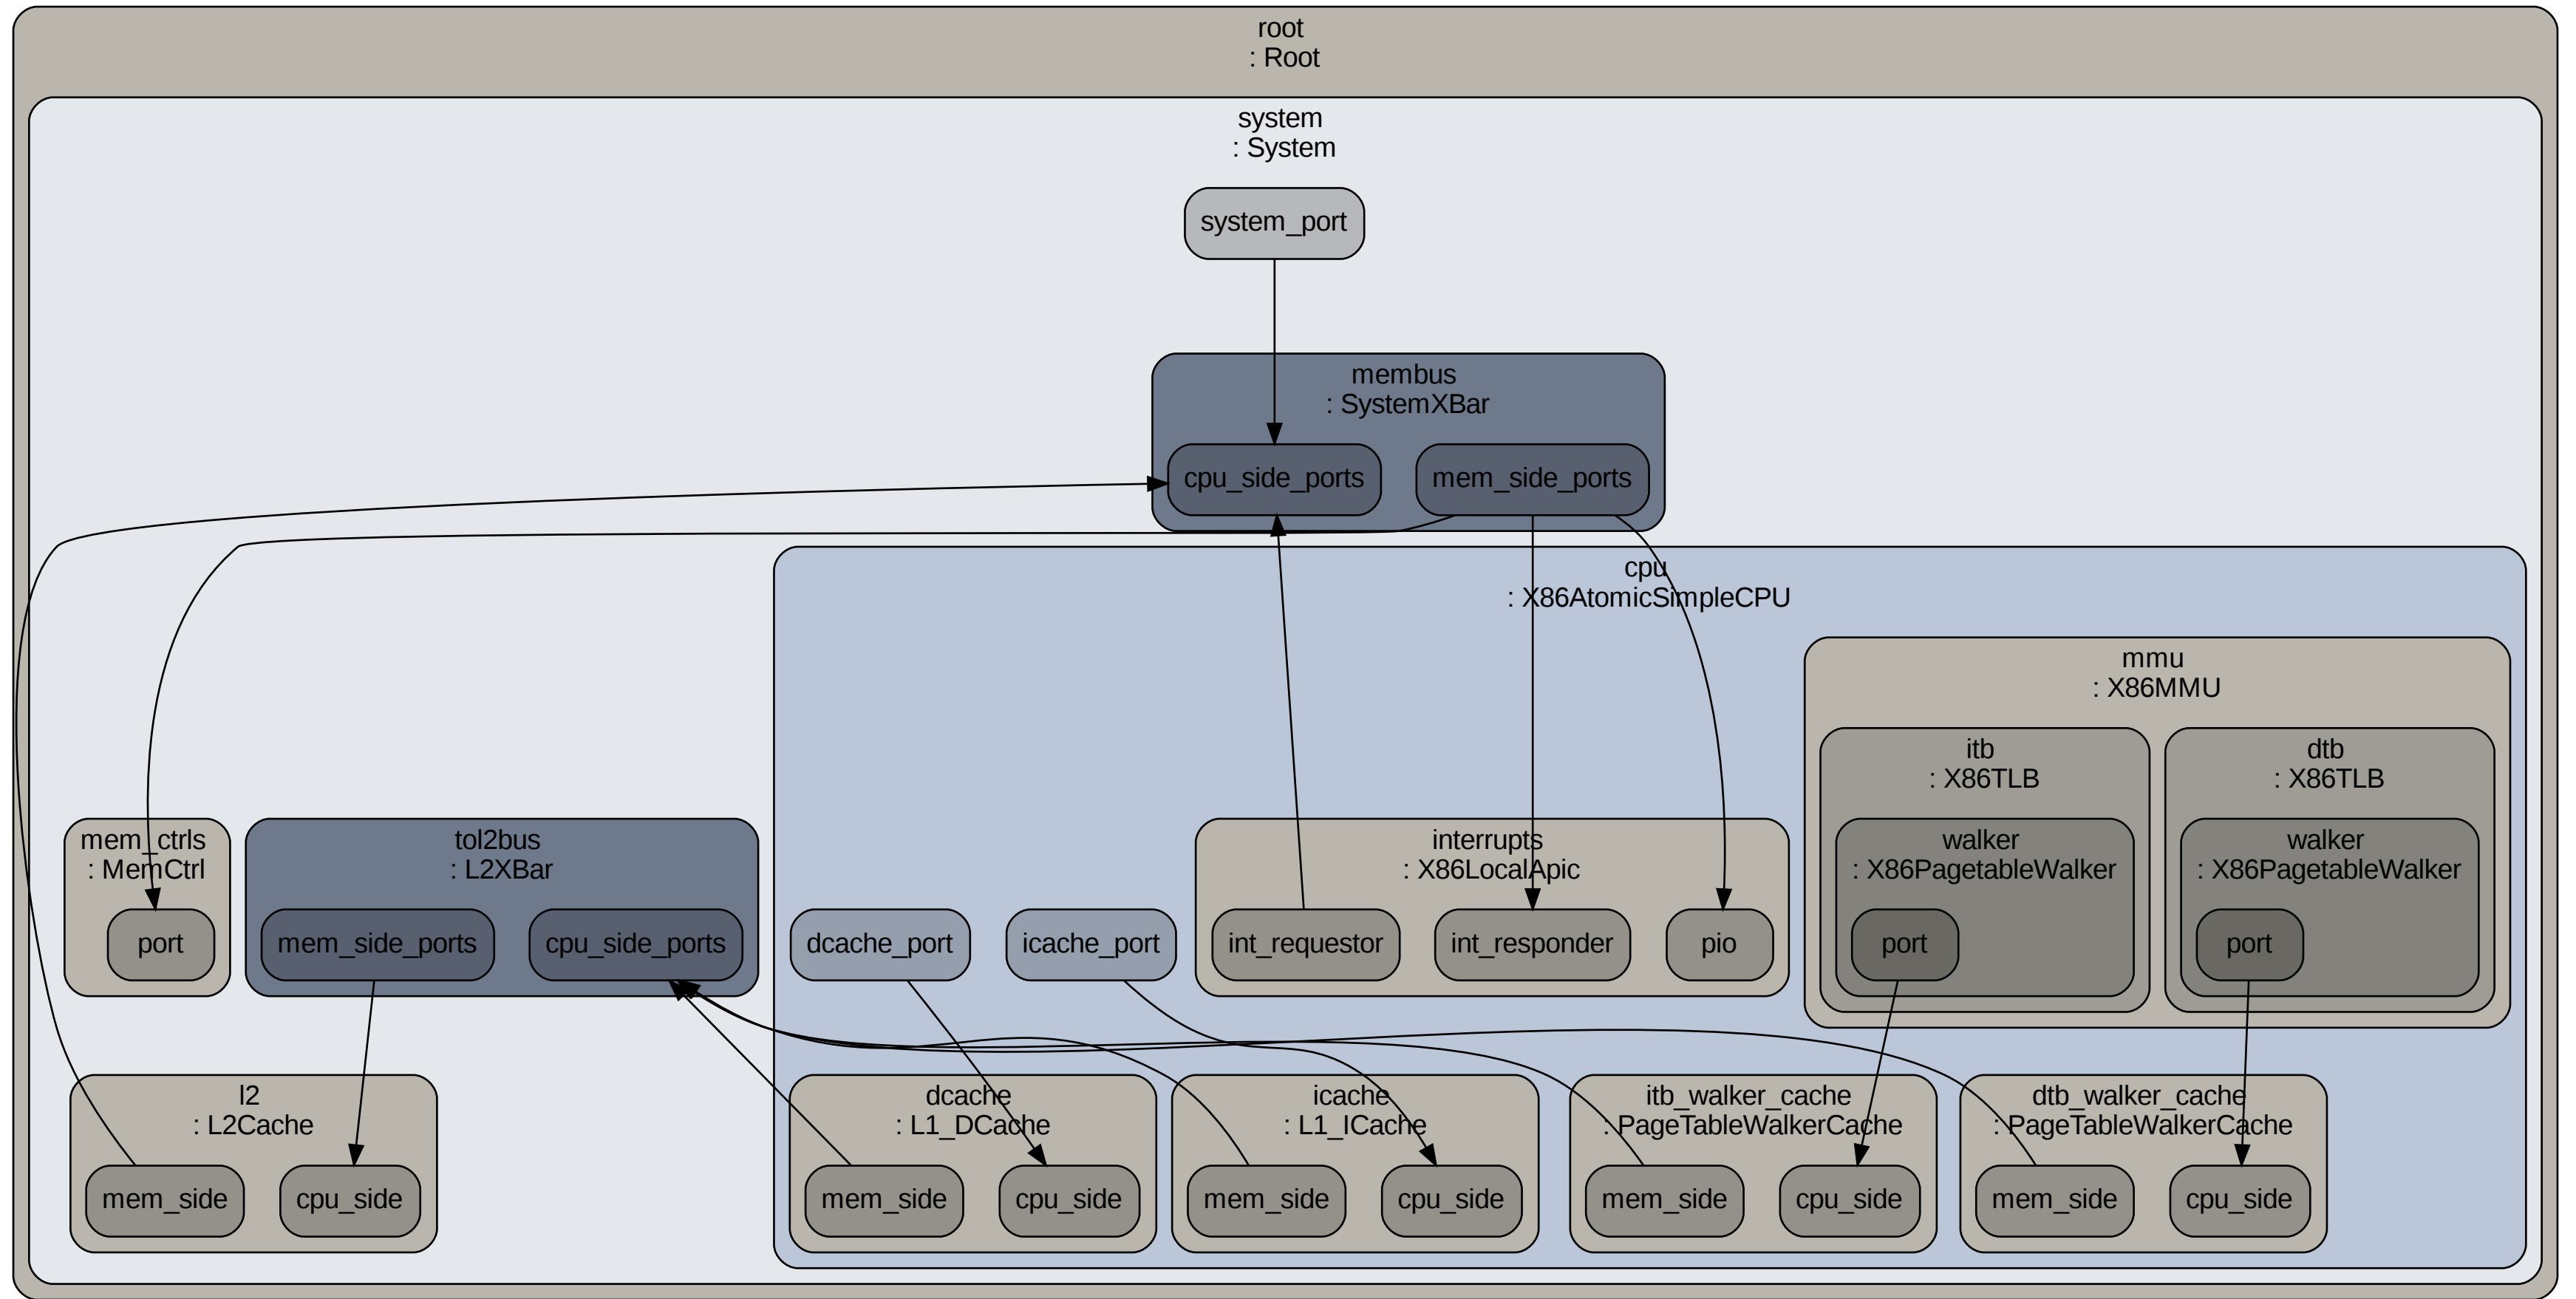 root
: Root
system
: System
system_port
membus
: SystemXBar
cpu_side_ports
mem_side_ports
cpu
: X86AtomicSimpleCPU
mmu
: X86MMU
itb
: X86TLB
dtb
: X86TLB
mem_ctrls
: MemCtrl
port
tol2bus
: L2XBar
mem_side_ports
cpu_side_ports
dcache_port
icache_port
interrupts
: X86LocalApic
int_requestor
int_responder
pio
walker
: X86PagetableWalker
port
walker
: X86PagetableWalker
port
l2
: L2Cache
mem_side
cpu_side
dcache
: L1_DCache
mem_side
cpu_side
icache
: L1_ICache
mem_side
cpu_side
itb_walker_cache
: PageTableWalkerCache
mem_side
cpu_side
dtb_walker_cache
: PageTableWalkerCache
mem_side
cpu_side